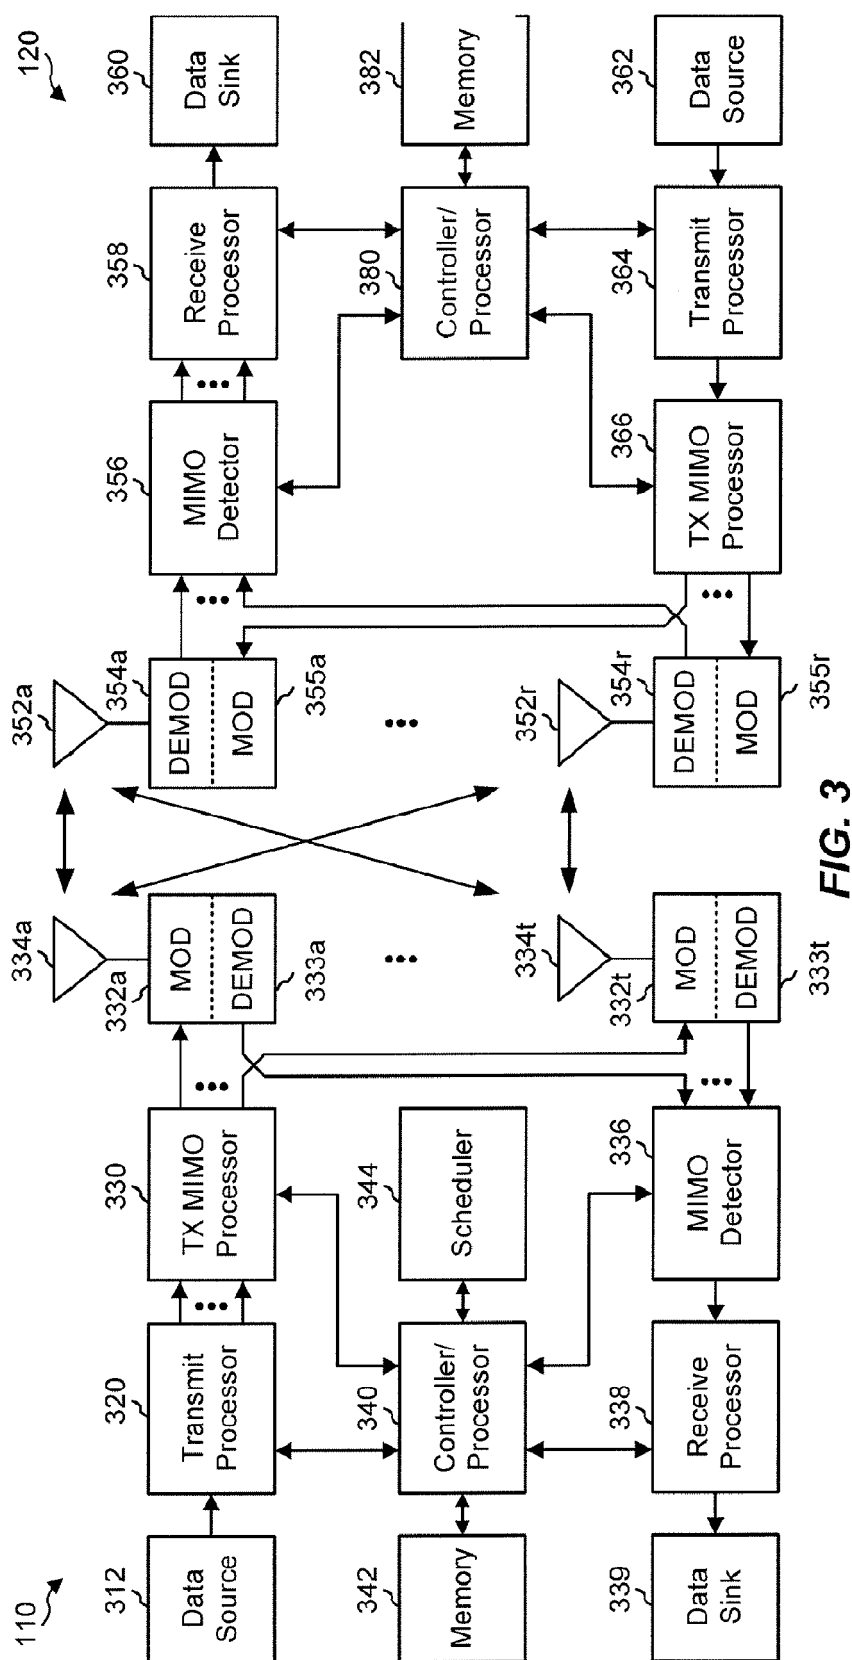 110
312
Data
Source
320
Transmit
Processor
330
TX MIMO
Processor
332a
MOD
DEMOD
333a
334a
342
Memory
340
Controller/
Processor
344
Scheduler
339
Data
Sink
338
Receive
Processor
336
MIMO
Detector
332t
MOD
DEMOD
333t
334t
120
352a
354a
DEMOD
MOD
355a
356
MIMO
Detector
358
Receive
Processor
360
Data
Sink
380
Controller/
Processor
382
Memory
352r
354r
DEMOD
MOD
355r
366
TX MIMO
Processor
364
Transmit
Processor
362
Data
Source
FIG. 3